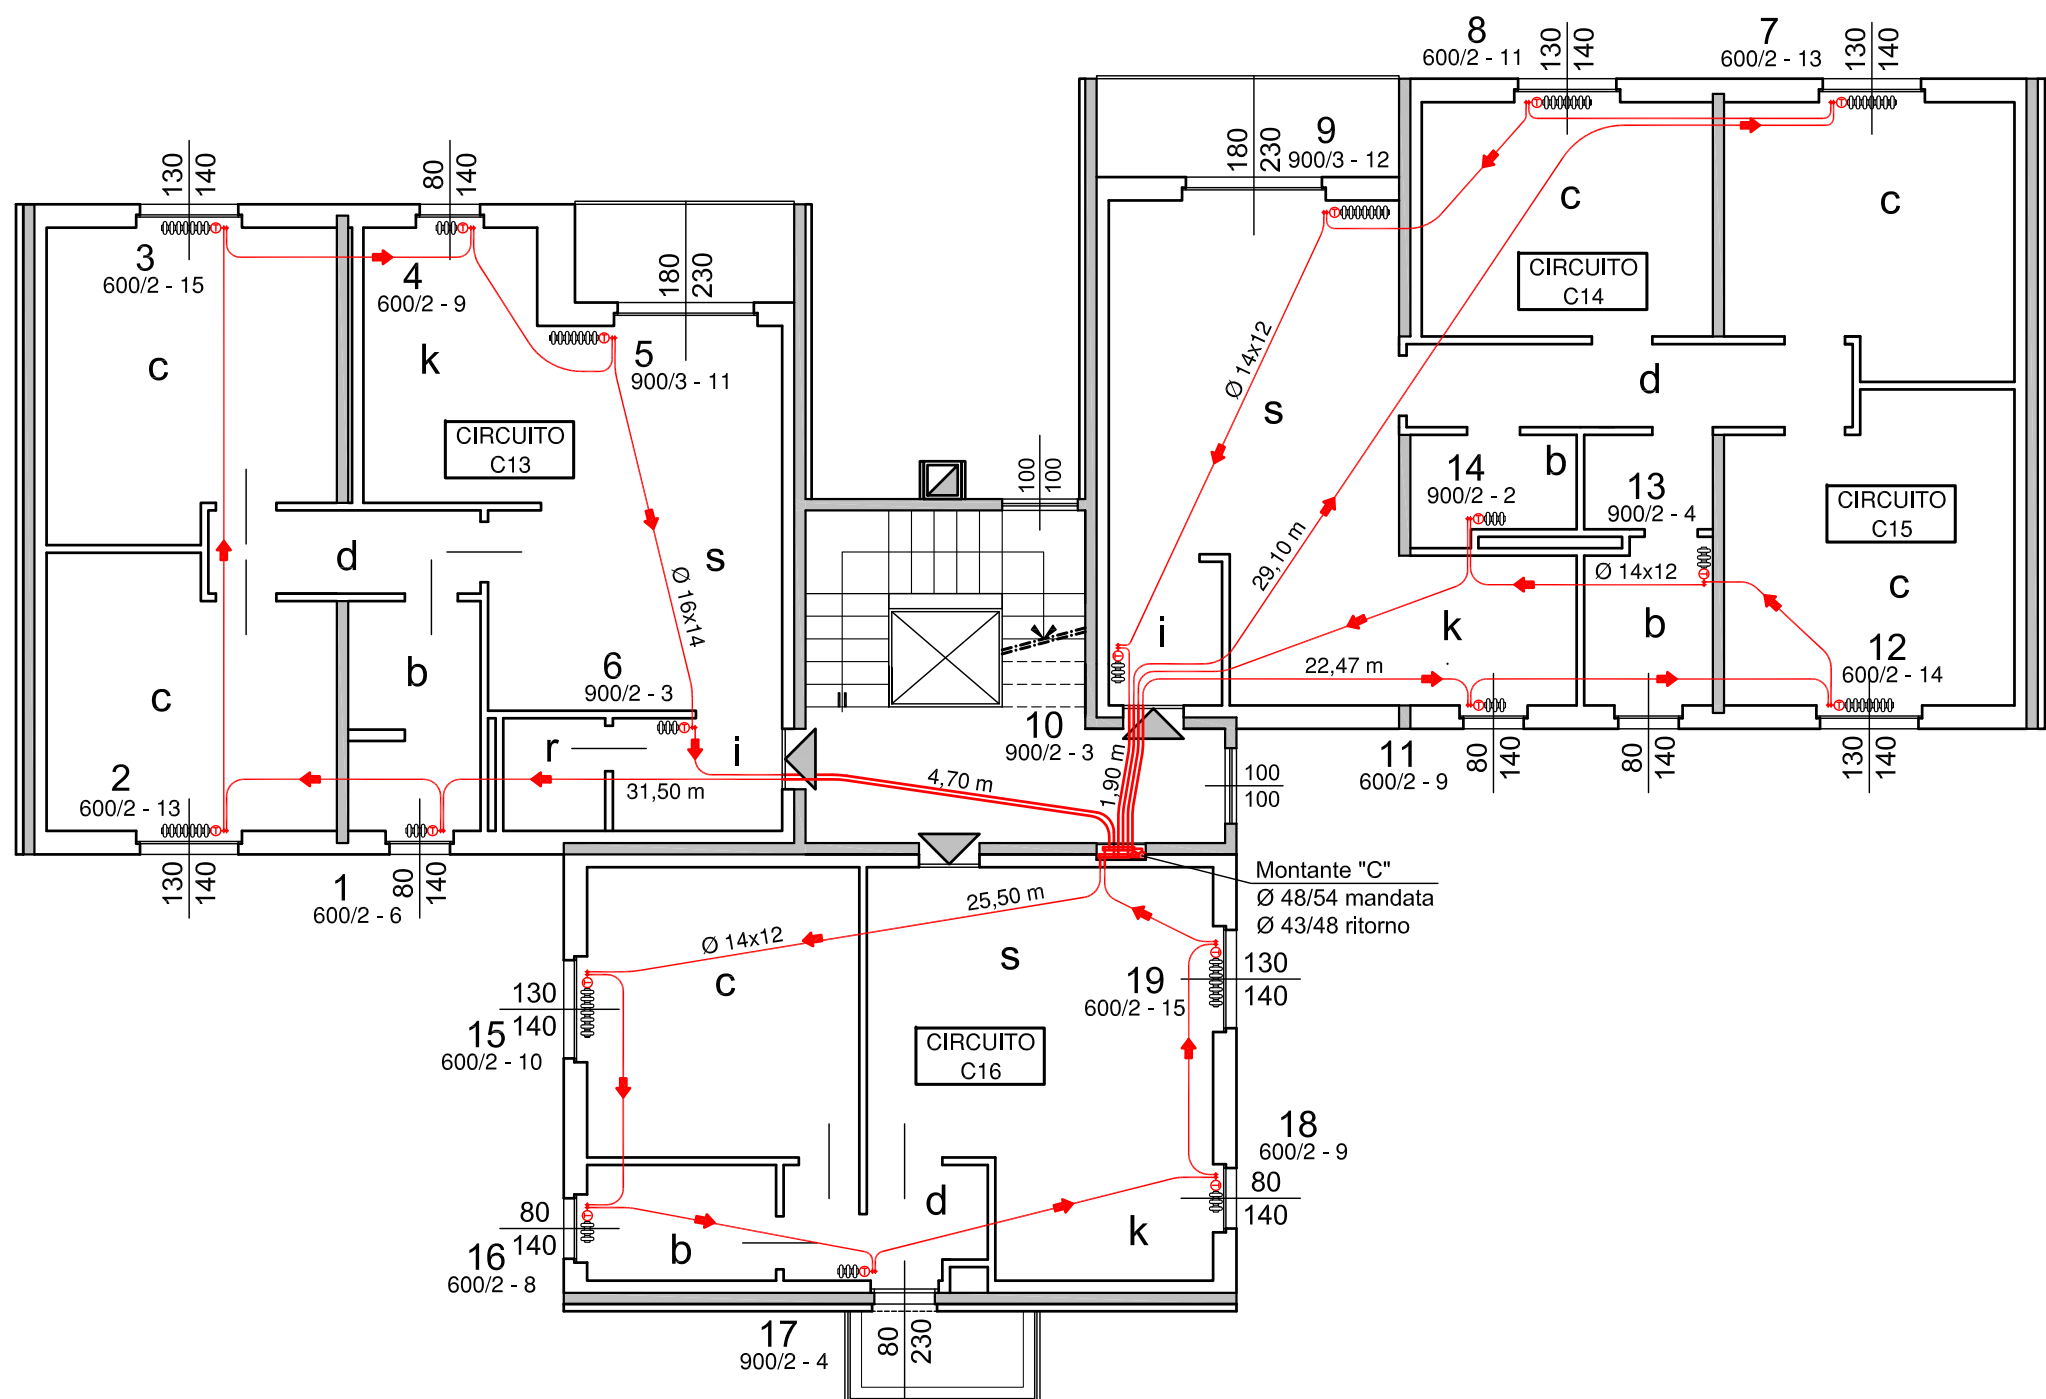 8
600/2 - 11
130
140
7
600/2 - 13
130
140
9
900/3 - 12
180
230
130
140
80
140
3
600/2 - 15
4
600/2 - 9
180
230
5
900/3 - 11
c
k
c
c
CIRCUITO
C14
Ø 14x12
s
d
CIRCUITO
C13
100
100
14
900/2 - 2
b
13
900/2 - 4
CIRCUITO
C15
d
s
Ø 16x14
29,10 m
Ø 14x12
c
i
k
b
c
b
6
900/2 - 3
22,47 m
12
600/2 - 14
r
i
10
900/2 - 3
11
600/2 - 9
80
140
80
140
130
140
2
600/2 - 13
31,50 m
4,70 m
1,90 m
100
100
130
140
1
600/2 - 6
80
140
Montante "C"
Ø 48/54 mandata
Ø 43/48 ritorno
25,50 m
Ø 14x12
c
s
130
140
15
600/2 - 10
19
600/2 - 15
130
140
CIRCUITO
C16
18
600/2 - 9
80
140
80
140
16
600/2 - 8
b
d
k
17
900/2 - 4
80
230